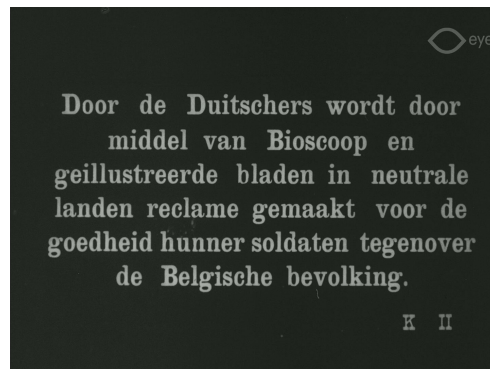 eye
Door de Duitschers wordt door
middel van Bioscoop en
geillustreerde bladen in neutrale
landen reclame gemaakt voor de
goedheid hunner soldaten tegenover
de Belgische bevolking.
K II